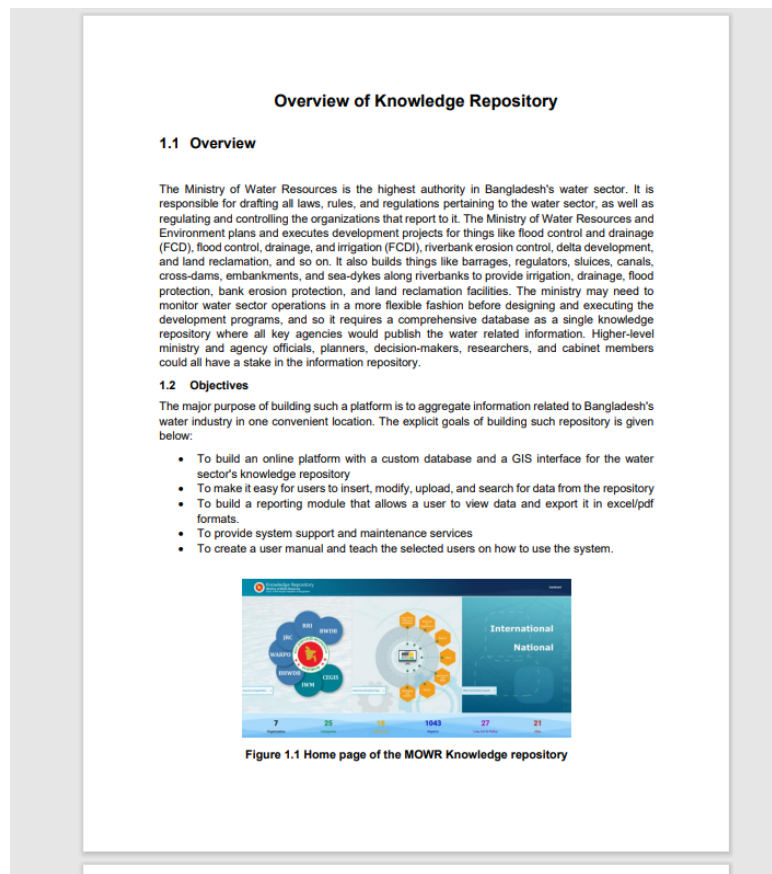 Overview of Knowledge Repository
1.1 Overview
The Ministry of Water Resources is the highest authority in Bangladesh's water sector. It is
responsible for drafting all laws, rules, and regulations pertaining to the water sector, as well as
regulating and controlling the organizations that report to it. The Ministry of Water Resources and
Environment plans and executes development projects for things like flood control and drainage
(FCD), flood control, drainage, and irrigation (FCDI), riverbank erosion control, delta development,
and land reclamation, and so on. It also builds things like barrages, regulators, sluices, canals,
cross-dams, embankments, and sea-dykes along riverbanks to provide irrigation, drainage, flood
protection, bank erosion protection, and land reclamation facilities. The ministry may need to
monitor water sector operations in a more flexible fashion before designing and executing the
development programs, and so it requires a comprehensive database as a single knowledge
repository where all key agencies would publish the water related information. Higher-level
ministry and agency officials, planners, decision-makers, researchers, and cabinet members
could all have a stake in the information repository.
1.2 Objectives
The major purpose of building such a platform is to aggregate information related to Bangladesh's
water industry in one convenient location. The explicit goals of building such repository is given
below:
• To build an online platform with a custom database and a GIS interface for the water
sector's knowledge repository
• To make it easy for users to insert, modify, upload, and search for data from the repository
• To build a reporting module that allows a user to view data and export it in excel/pdf
formats.
• To provide system support and maintenance services
• To create a user manual and teach the selected users on how to use the system.
Knowledge Repository
BRI
BWDB
JRC
WARPO
BHWDB
IWM
CEGIS
International
National
7
25
1043
27
21
Figure 1.1 Home page of the MOWR Knowledge repository